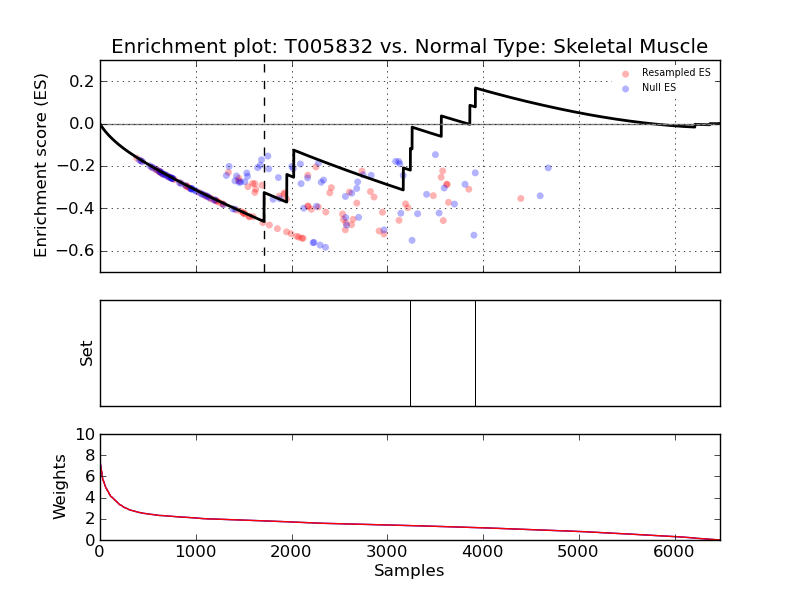 Enrichment plot: T005832 vs. Normal Type: Skeletal Muscle
Enrichment score (ES)
0.2
0.0
−0.2
−0.4
−0.6
Resampled ES
Null ES
Set
Weights
10
8
6
4
2
0
0 1000 2000 3000 4000 5000 6000
Samples